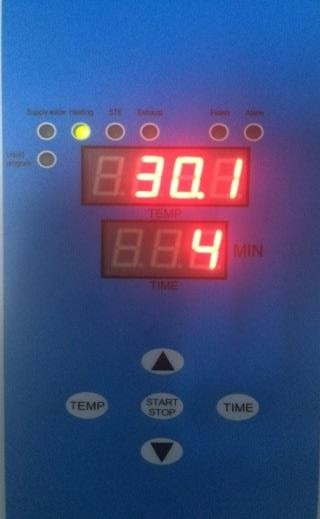 Supply water Heating STE Exhaust Finish Alarm
Liquid program
30.1
TEMP
4 MIN
TIME
TEMP START STOP TIME